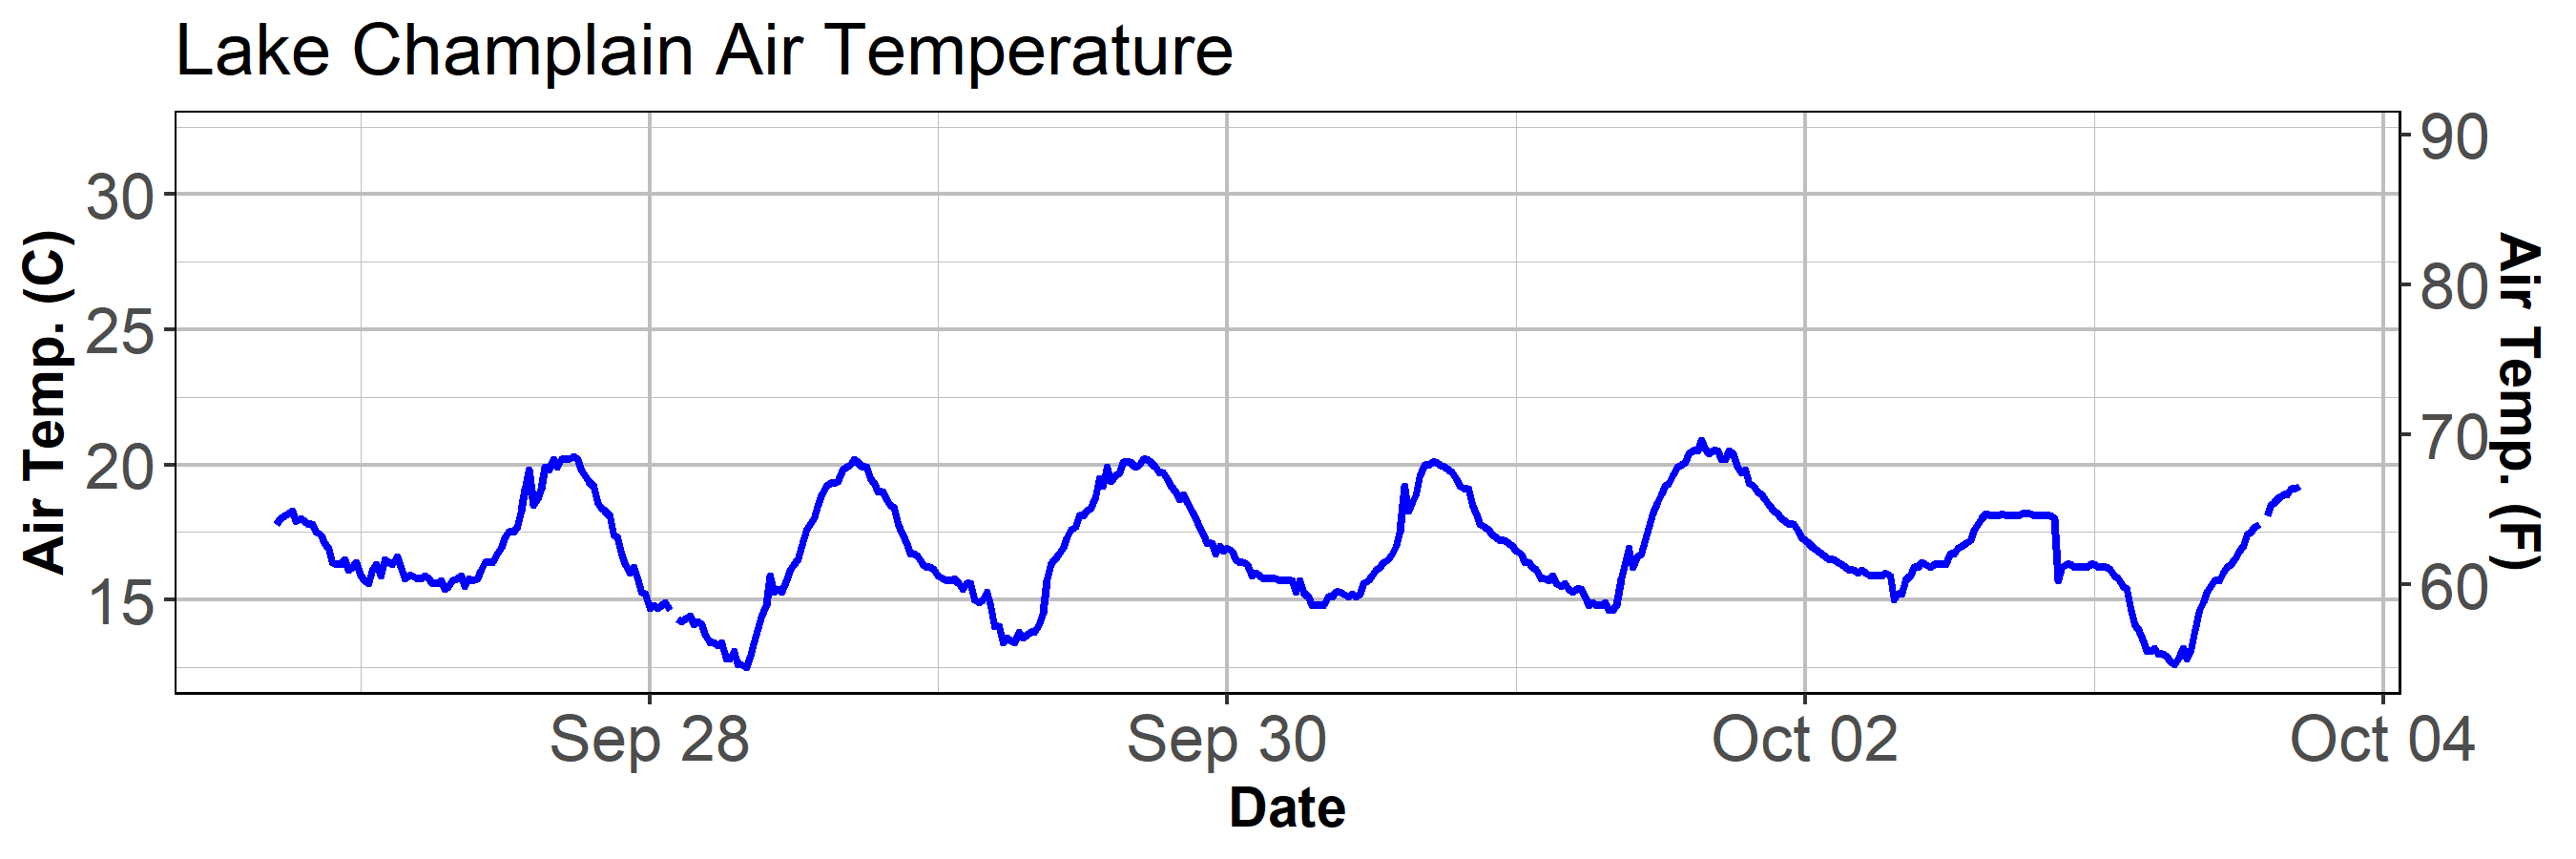 Lake Champlain Air Temperature
Air Temp. (C)
30
25
20
15
90
80
70
60
Air Temp. (F)
Sep 28
Sep 30
Oct 02
Oct 04
Date